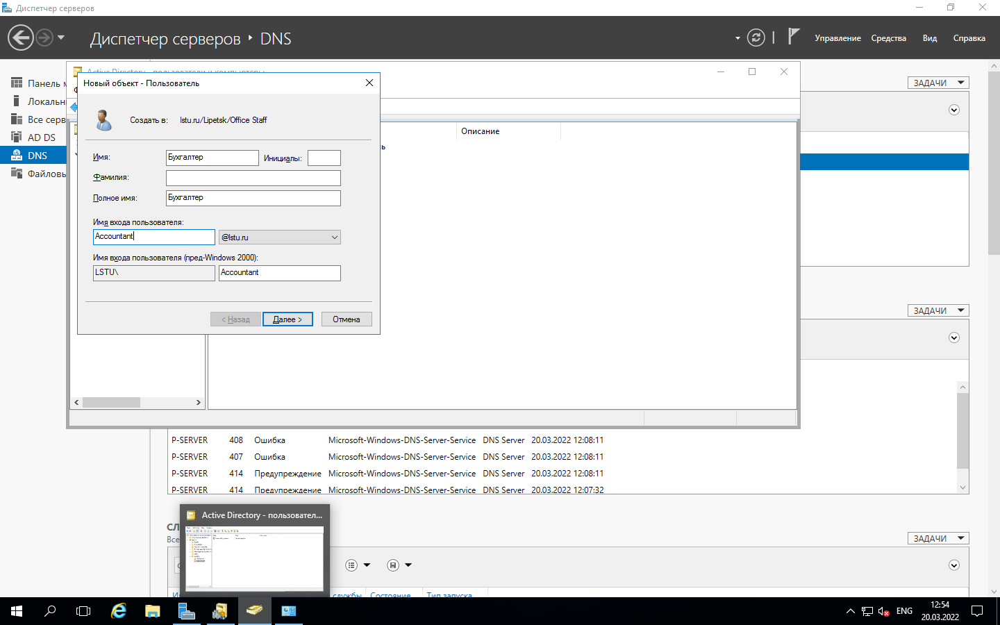 Диспетчер серверов
Диспетчер серверов ‣ DNS
Управление
Средства
Вид
Справка
Панель
Локальн
Все серв
AD DS
DNS
Файловы
Active Directory - пользователи и компьютеры
Новый объект - Пользователь
Создать в:
lstu.ru/Lipetsk/Office Staff
Имя:
Бухгалтер
Инициалы:
Фамилия:
Полное имя:
Бухгалтер
Имя входа пользователя:
Accountant
@lstu.ru
Имя входа пользователя (пред-Windows 2000):
LSTU\
Accountant
< Назад
Далее >
Отмена
Описание
ь
ЗАДАЧИ
ЗАДАЧИ
P-SERVER 408 Ошибка Microsoft-Windows-DNS-Server-Service DNS Server 20.03.2022 12:08:11
P-SERVER 407 Ошибка Microsoft-Windows-DNS-Server-Service DNS Server 20.03.2022 12:08:11
P-SERVER 414 Предупреждение Microsoft-Windows-DNS-Server-Service DNS Server 20.03.2022 12:08:11
P-SERVER 414 Предупреждение Microsoft-Windows-DNS-Server-Service DNS Server 20.03.2022 12:07:32
Все
ЗАДАЧИ
Active Directory - пользовател...
службы
Состояние
Тип запуска
ENG
12:54
20.03.2022